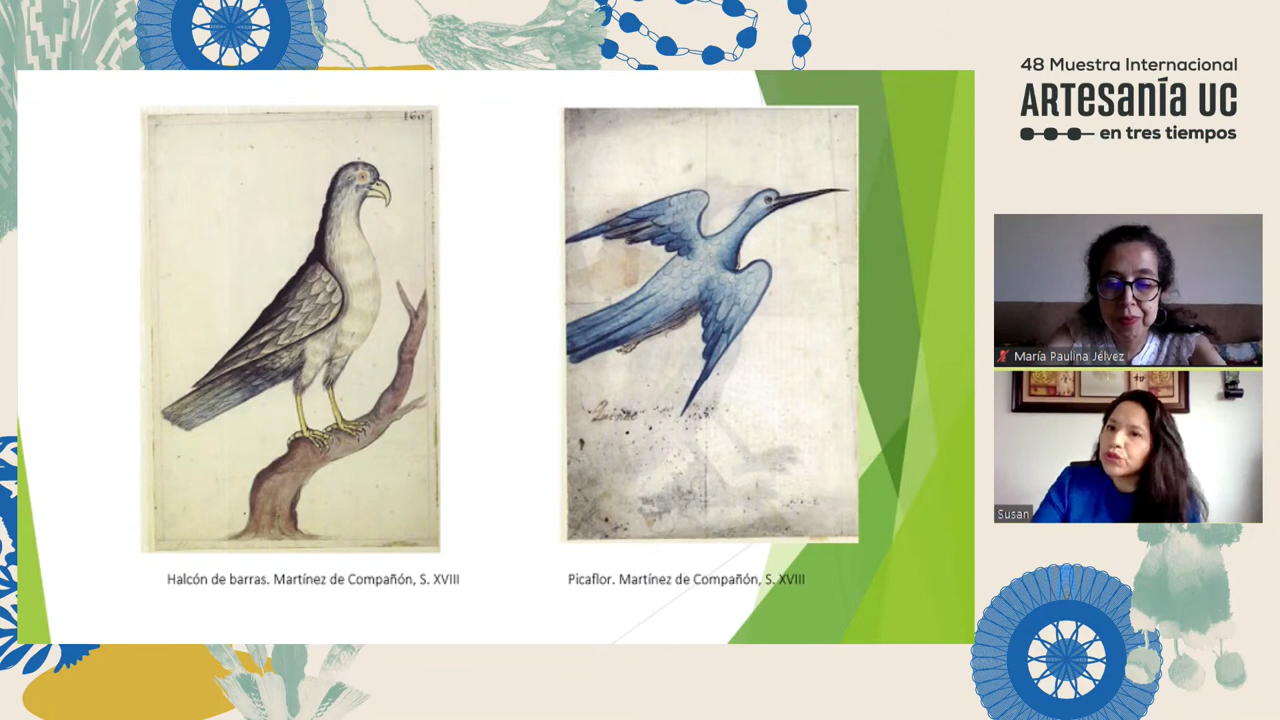 48 Muestra Internacional
ARTesanía UC
en tres tiempos
160
Halcón de barras. Martínez de Compañón, S. XVIII
Picaflor. Martínez de Compañón, S. XVIII
María Paulina Jélvez
Susan